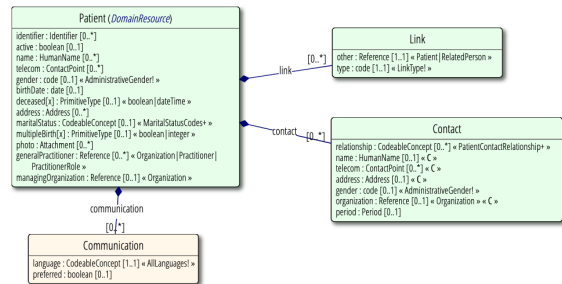 Patient (DomainResource)
identifier : Identifier [0..*]
active : boolean [0..1]
name : HumanName [0..*]
telecom : ContactPoint [0..*]
gender : code [0..1] « AdministrativeGender! »
birthDate : date [0..1]
deceased[x] : PrimitiveType [0..1] « boolean|dateTime »
address : Address [0..*]
maritalStatus : CodeableConcept [0..1] « MaritalStatusCodes+ »
multipleBirth[x] : PrimitiveType [0..1] « boolean|integer »
photo : Attachment [0..*]
generalPractitioner : Reference [0..*] « Organization|Practitioner|
PractitionerRole »
managingOrganization : Reference [0..1] « Organization »
link
[0..*]
Link
other : Reference [1..1] « Patient|RelatedPerson »
type : code [1..1] « LinkType! »
contact
[0..*]
Contact
relationship : CodeableConcept [0..*] « PatientContactRelationship+ »
name : HumanName [0..1] « C »
telecom : ContactPoint [0..*] « C »
address : Address [0..1] « C »
gender : code [0..1] « AdministrativeGender! »
organization : Reference [0..1] « Organization » « C »
period : Period [0..1]
communication
[0..*]
Communication
language : CodeableConcept [1..1] « AllLanguages! »
preferred : boolean [0..1]